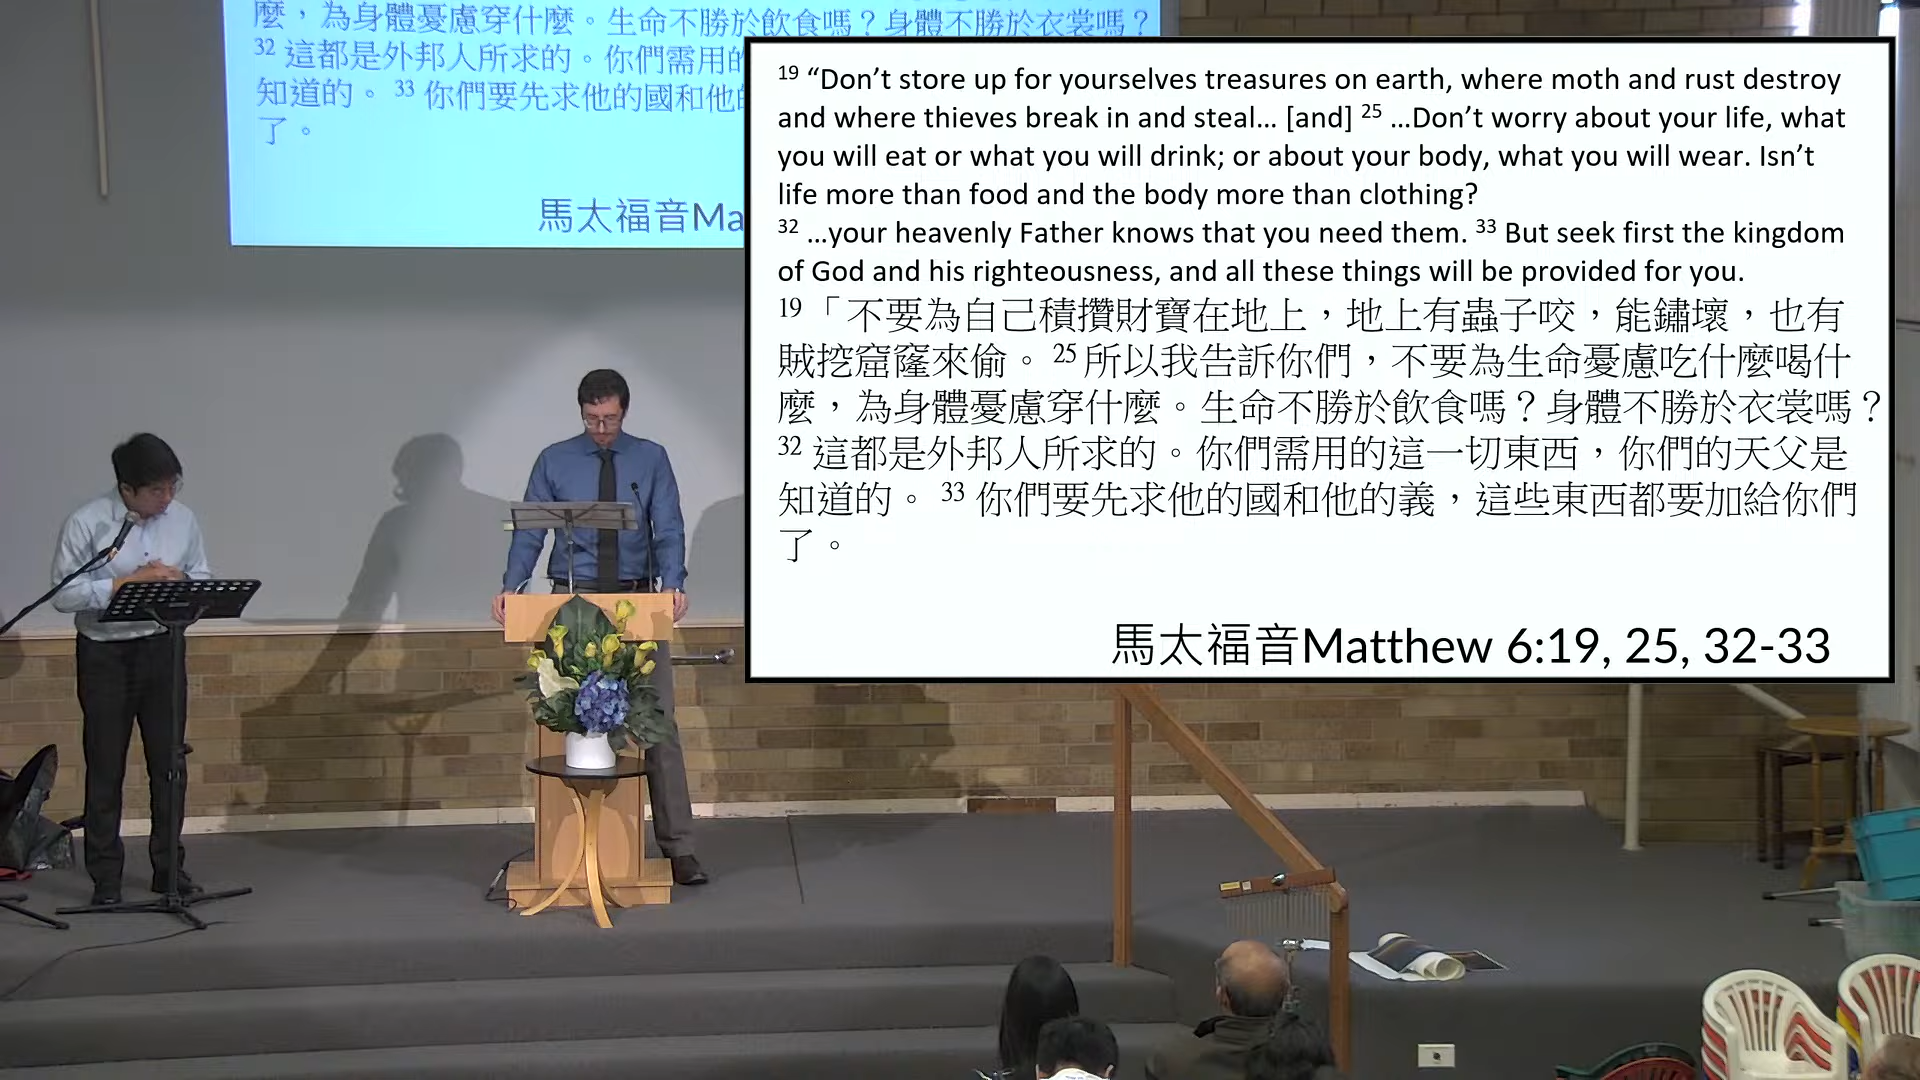 麼，為身體憂慮穿什麼。生命不勝於飲食嗎？身體不勝於衣裳嗎？
32 這都是外邦人所求的。你們需用的
知道的。 33 你們要先求他的國和他的
了。
馬太福音Ma
19 “Don’t store up for yourselves treasures on earth, where moth and rust destroy
and where thieves break in and steal… [and] 25 …Don’t worry about your life, what
you will eat or what you will drink; or about your body, what you will wear. Isn’t
life more than food and the body more than clothing?
32 …your heavenly Father knows that you need them. 33 But seek first the kingdom
of God and his righteousness, and all these things will be provided for you.
19「不要為自己積攢財寶在地上，地上有蟲子咬，能鏽壞，也有
賊挖窟窿來偷。 25 所以我告訴你們，不要為生命憂慮吃什麼喝什
麼，為身體憂慮穿什麼。生命不勝於飲食嗎？身體不勝於衣裳嗎？
32 這都是外邦人所求的。你們需用的這一切東西，你們的天父是
知道的。 33 你們要先求他的國和他的義，這些東西都要加給你們
了。
馬太福音Matthew 6:19, 25, 32-33